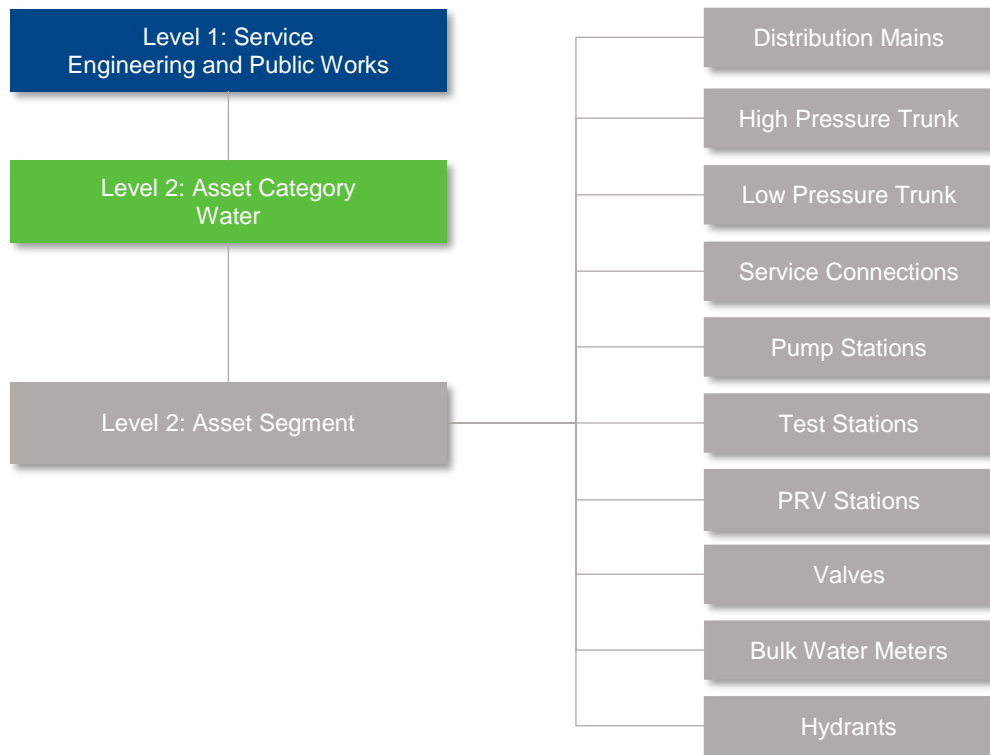 Level 1: Service
Engineering and Public Works
Level 2: Asset Category
Water
Level 2: Asset Segment
Distribution Mains
High Pressure Trunk
Low Pressure Trunk
Service Connections
Pump Stations
Test Stations
PRV Stations
Valves
Bulk Water Meters
Hydrants